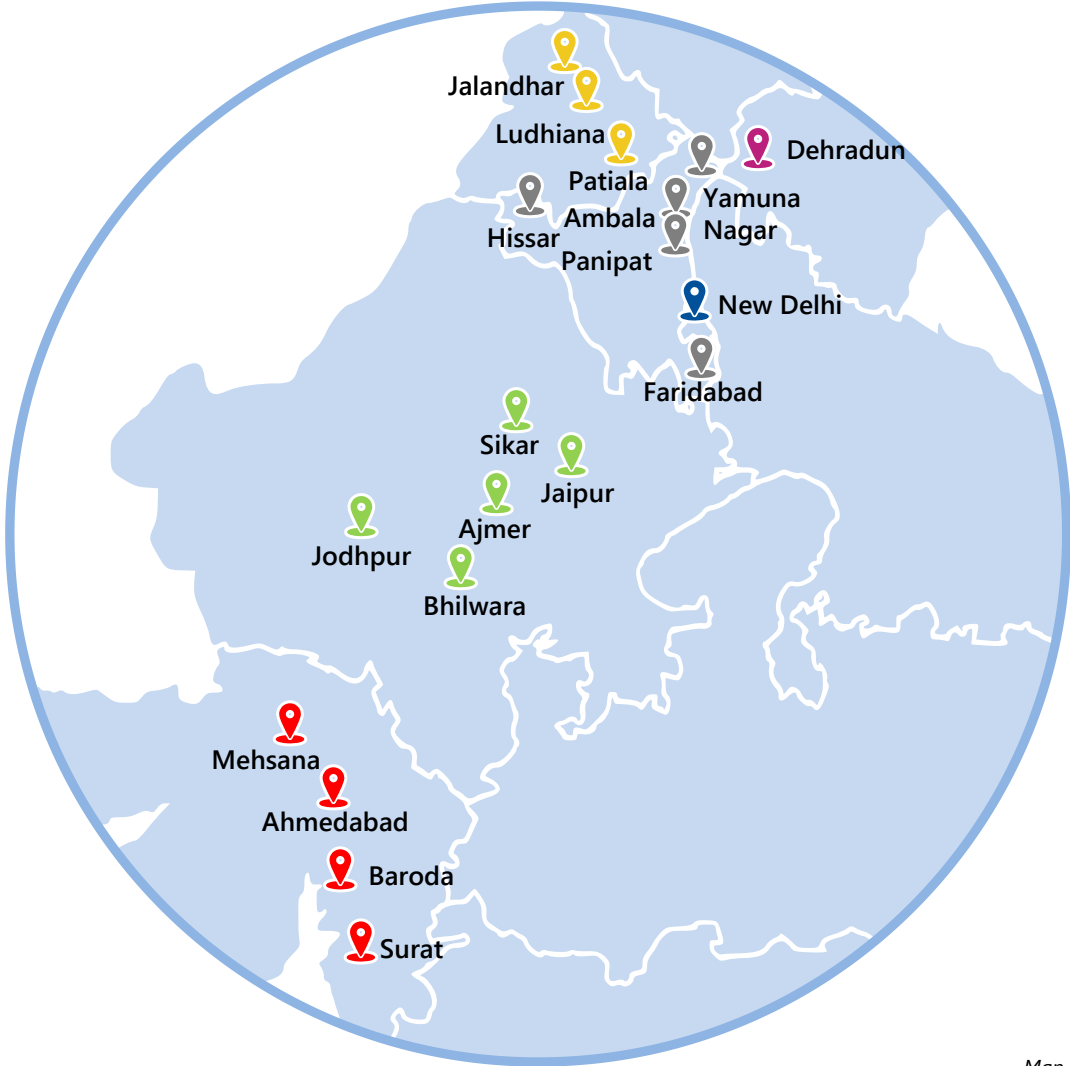 Jalandhar
Ludhiana
Dehradun
Patiala
Yamuna
Nagar
Ambala
Hissar
Panipat
New Delhi
Faridabad
Sikar
Jaipur
Ajmer
Jodhpur
Bhilwara
Mehsana
Ahmedabad
Baroda
Surat